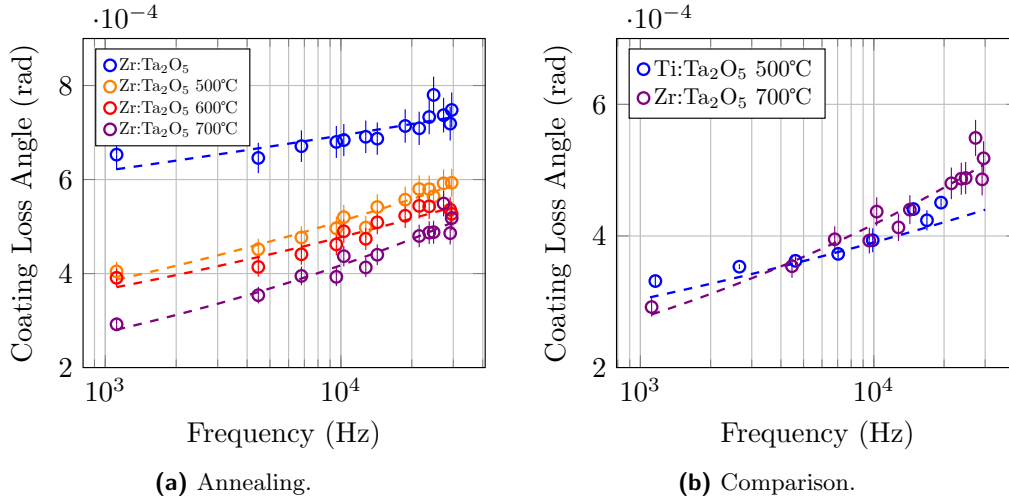 ·10⁻⁴
Coating Loss Angle (rad)
8
6
4
2
Zr:Ta₂O₅
Zr:Ta₂O₅ 500°C
Zr:Ta₂O₅ 600°C
Zr:Ta₂O₅ 700°C
10³
10⁴
Frequency (Hz)
(a) Annealing.
·10⁻⁴
Coating Loss Angle (rad)
6
4
2
Ti:Ta₂O₅ 500°C
Zr:Ta₂O₅ 700°C
10³
10⁴
Frequency (Hz)
(b) Comparison.